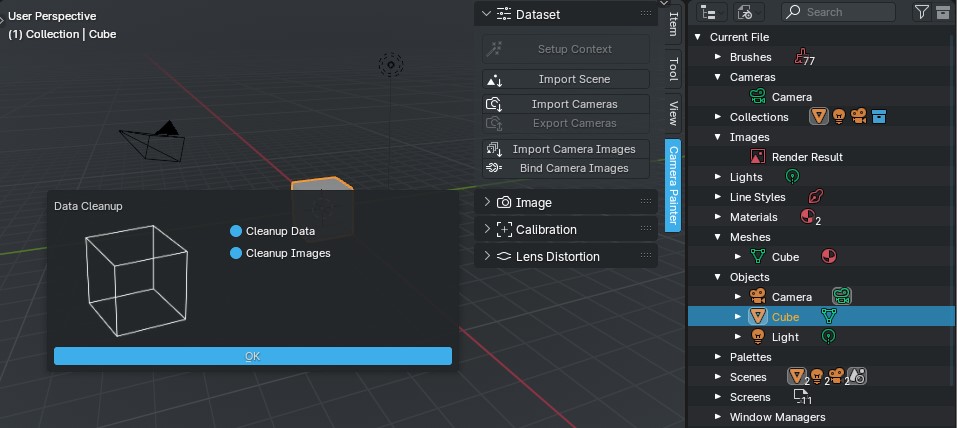 User Perspective
(1) Collection | Cube
Dataset
Setup Context
Import Scene
Import Cameras
Export Cameras
Import Camera Images
Bind Camera Images
Image
Calibration
Lens Distortion
Item
Tool
View
Camera Painter
Data Cleanup
Cleanup Data
Cleanup Images
OK
Search
Current File
Brushes 77
Cameras
Camera
Collections
Images
Render Result
Lights
Line Styles
Materials 2
Meshes
Cube
Objects
Camera
Cube
Light
Palettes
Scenes 2 2 2
Screens 11
Window Managers